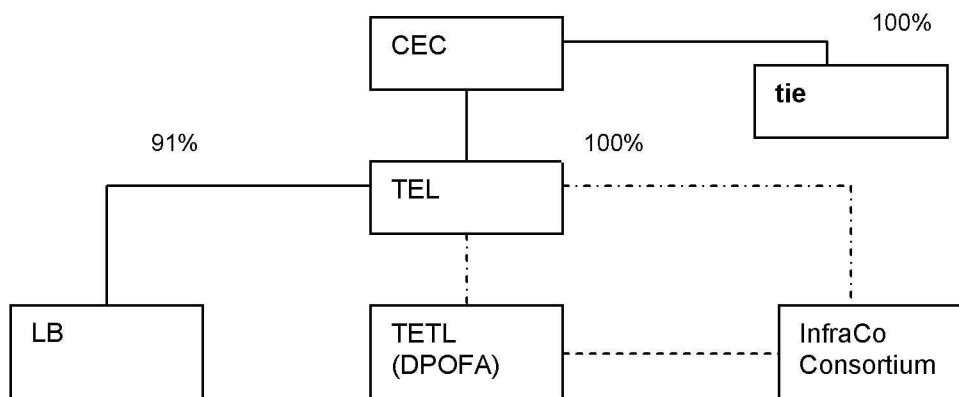 CEC
100%
tie
91%
100%
TEL
LB
TETL
(DPOFA)
InfraCo
Consortium